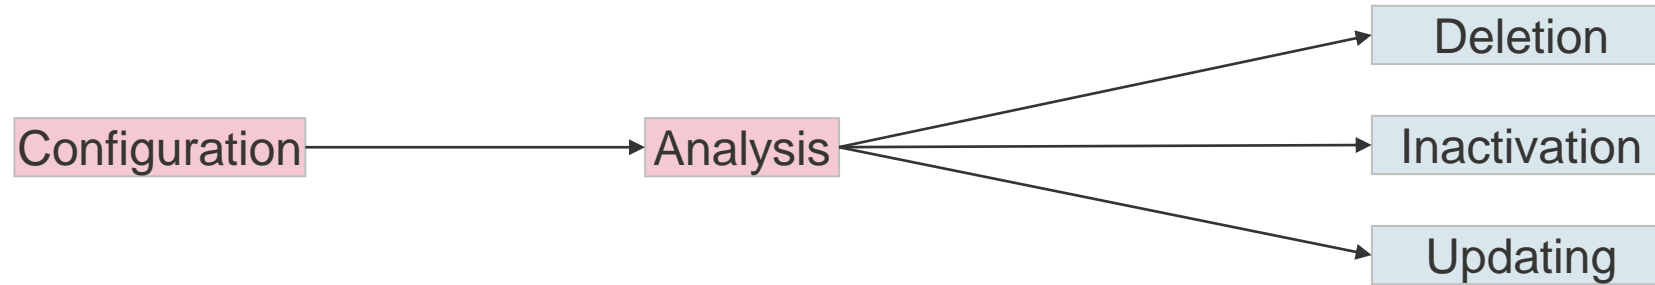 Configuration
Analysis
Deletion
Inactivation
Updating